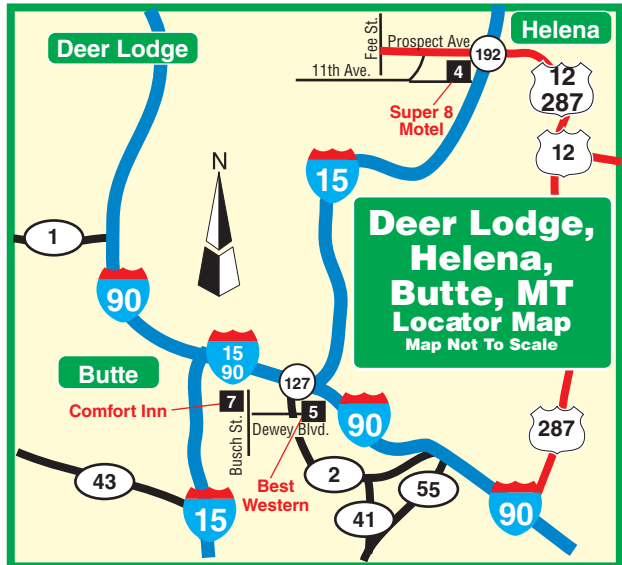 Deer Lodge
Helena
Fee St.
Prospect Ave
192
11th Ave.
4
Super 8
Motel
12
287
12
N
15
1
90
Deer Lodge,
Helena,
Butte, MT
Locator Map
Map Not To Scale
15
90
Butte
127
7
Comfort Inn
5
Busch St.
Dewey Blvd.
90
287
43
2
55
Best
Western
15
41
90